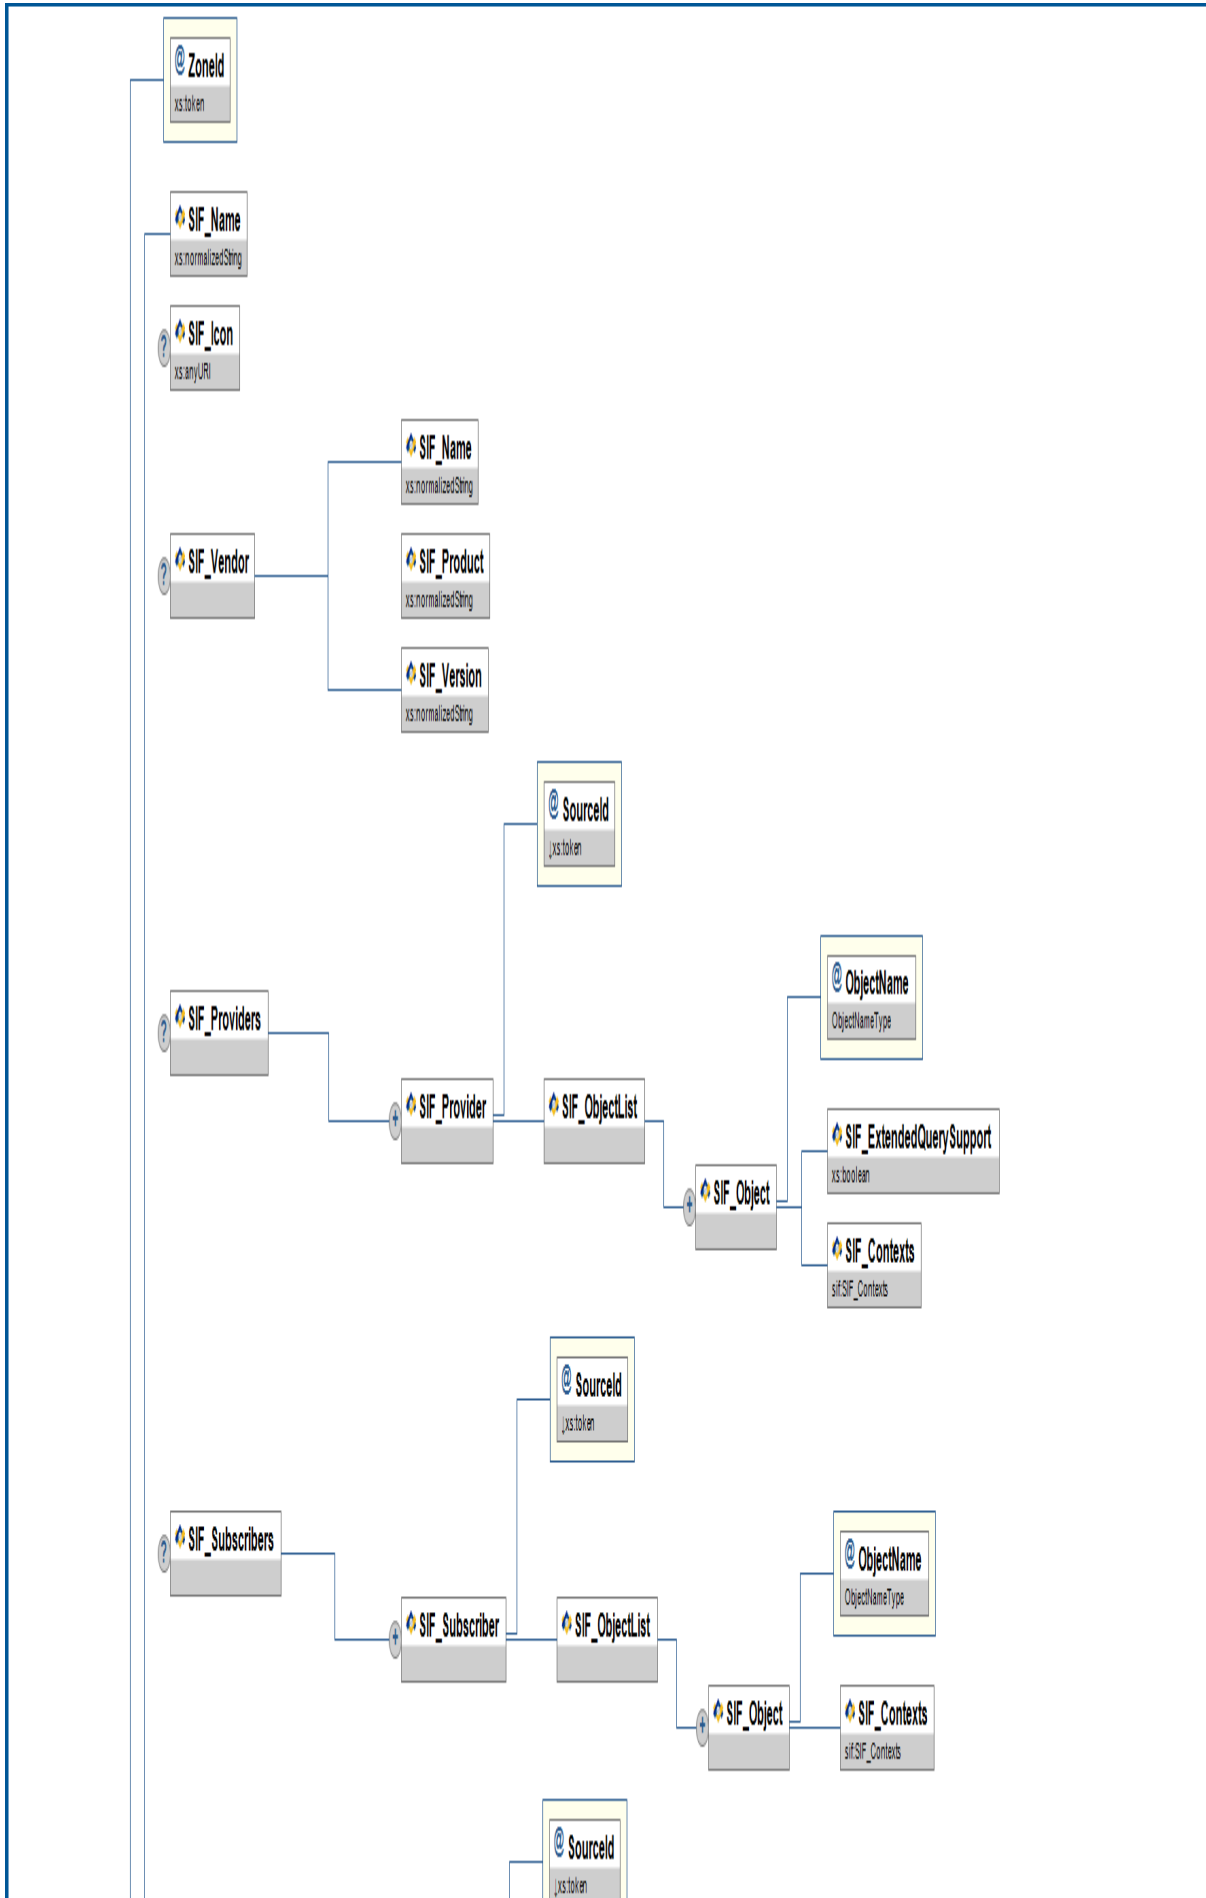 @ ZoneId
xs:token
SIF_Name
xs:normalizedString
? SIF_Icon
xs:anyURI
SIF_Name
xs:normalizedString
? SIF_Vendor
SIF_Product
xs:normalizedString
SIF_Version
xs:normalizedString
@ SourceId
xs:token
@ ObjectName
ObjectNameType
? SIF_Providers
+ SIF_Provider
SIF_ObjectList
SIF_ExtendedQuerySupport
xs:boolean
+ SIF_Object
SIF_Contexts
sif:SIF_Contexts
@ SourceId
xs:token
? SIF_Subscribers
@ ObjectName
ObjectNameType
+ SIF_Subscriber
SIF_ObjectList
+ SIF_Object
SIF_Contexts
sif:SIF_Contexts
@ SourceId
xs:token